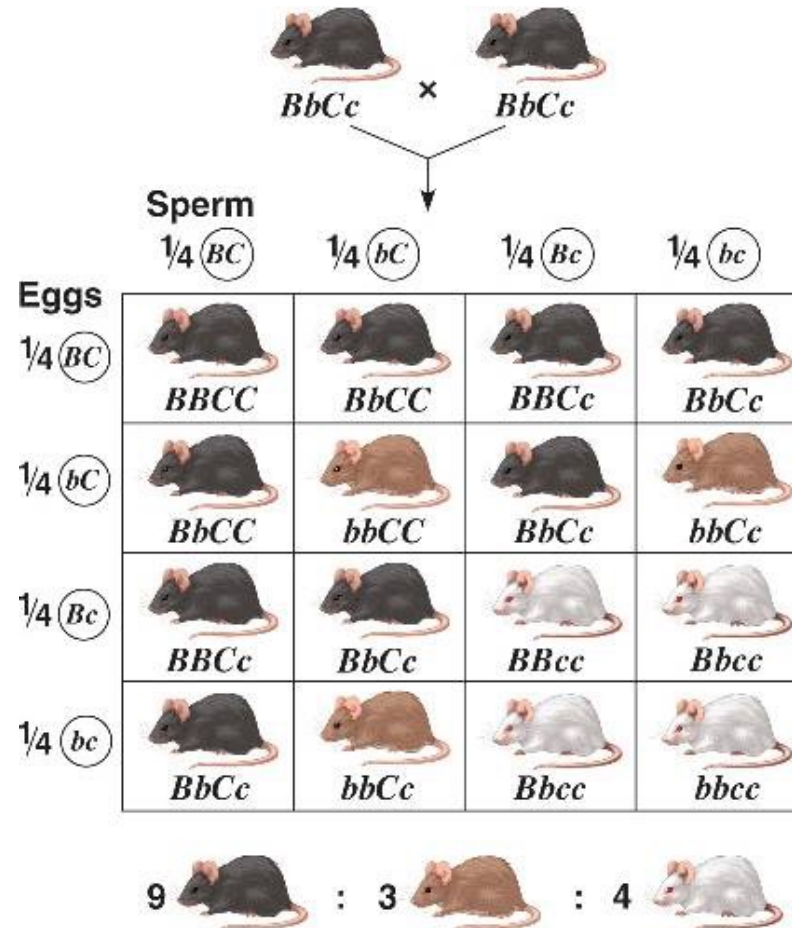 BbCc × BbCc
Sperm
1/4 BC 1/4 bC 1/4 Bc 1/4 bc
Eggs
1/4 BC
BBCC BbCC BBCc BbCc
1/4 bC
BbCC bbCC BbCc bbCc
1/4 Bc
BBCc BbCc BBcc Bbcc
1/4 bc
BbCc bbCc Bbcc bbcc
9 : 3 : 4